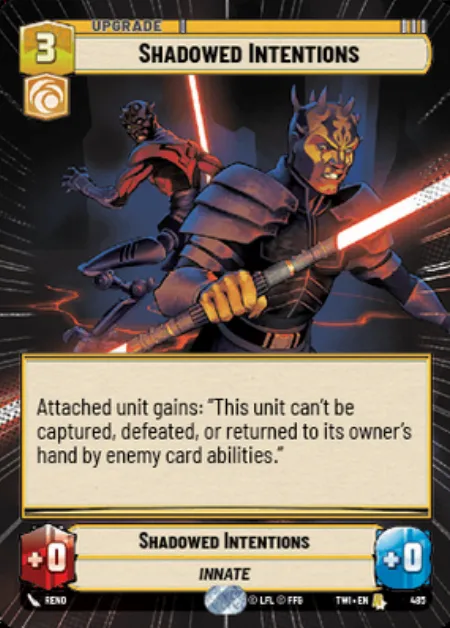 UPGRADE
3
SHADOWED INTENTIONS
Attached unit gains: “This unit can’t be
captured, defeated, or returned to its owner’s
hand by enemy card abilities.”
+0
SHADOWED INTENTIONS
+0
INNATE
RENO
© LFL © FFG
TWI • EN
485